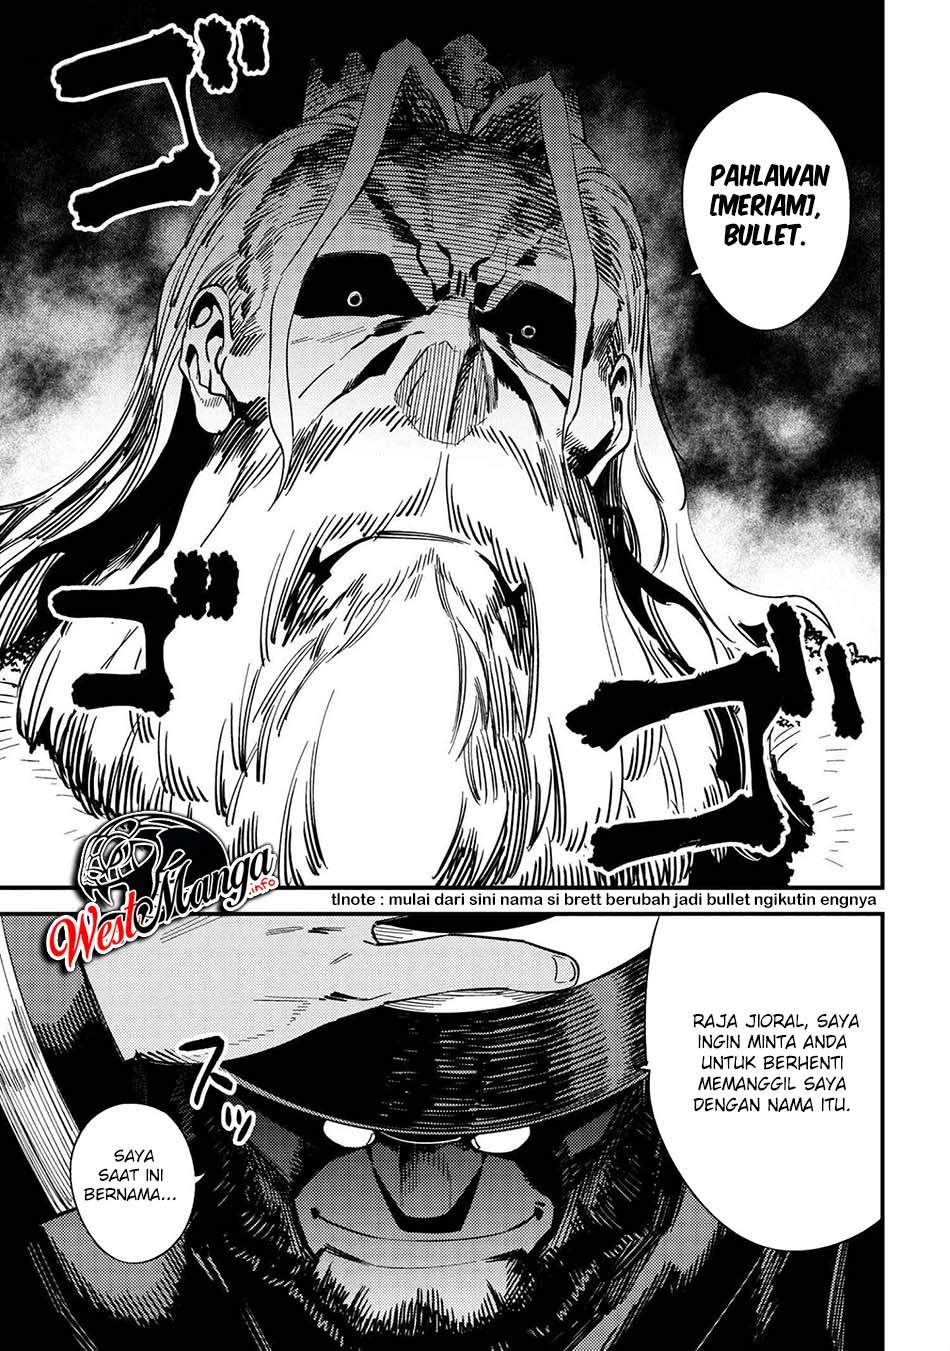 PAHLAWAN
[MERIAM],
BULLET.
ゴ
ゴ
ゴ
WestManga
.info
tlnote : mulai dari sini nama si brett berubah jadi bullet ngikutin engnya
RAJA JIORAL, SAYA
INGIN MINTA ANDA
UNTUK BERHENTI
MEMANGGIL SAYA
DENGAN NAMA ITU.
スッ
SAYA
SAAT INI
BERNAMA...